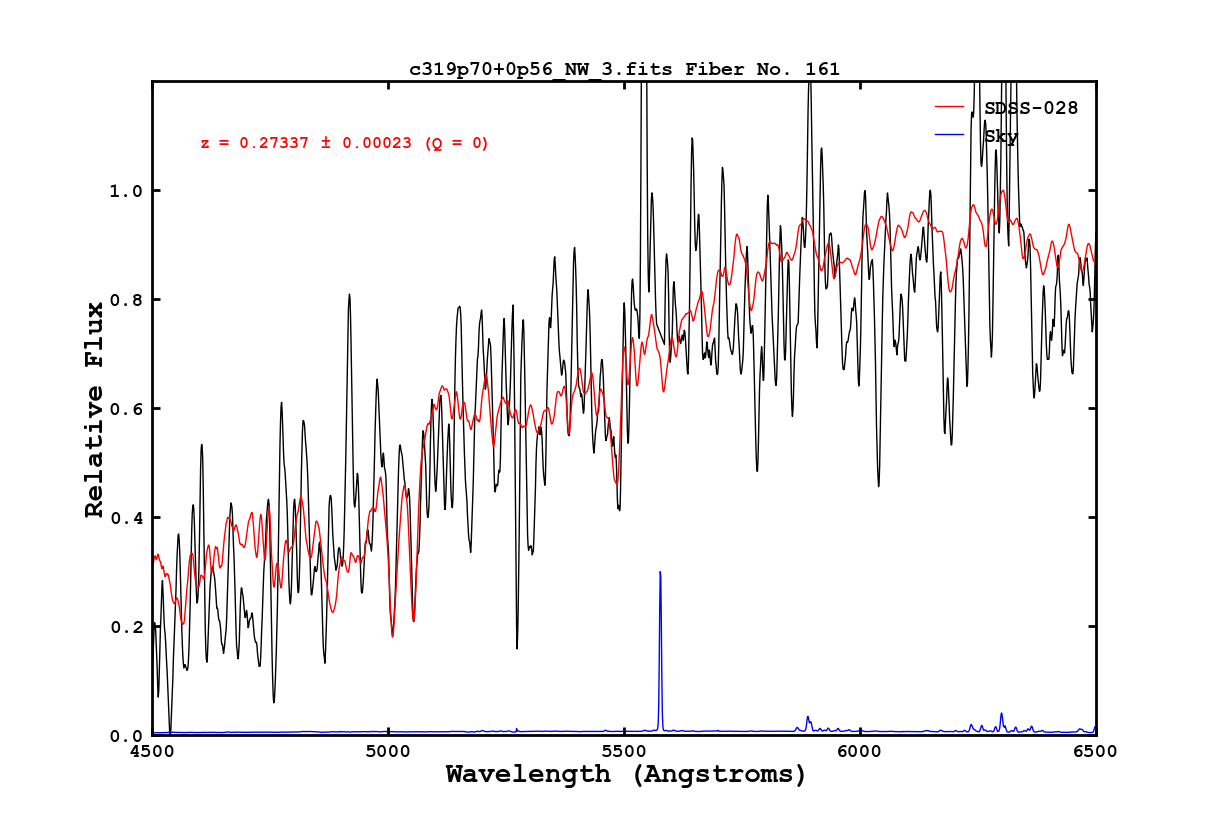 c319p70+0p56_NW_3.fits Fiber No. 161
SDSS-028
Sky
z = 0.27337 ± 0.00023 (Q = 0)
1.0
0.8
0.6
0.4
0.2
0.0
Relative Flux
4500 5000 5500 6000 6500
Wavelength (Angstroms)